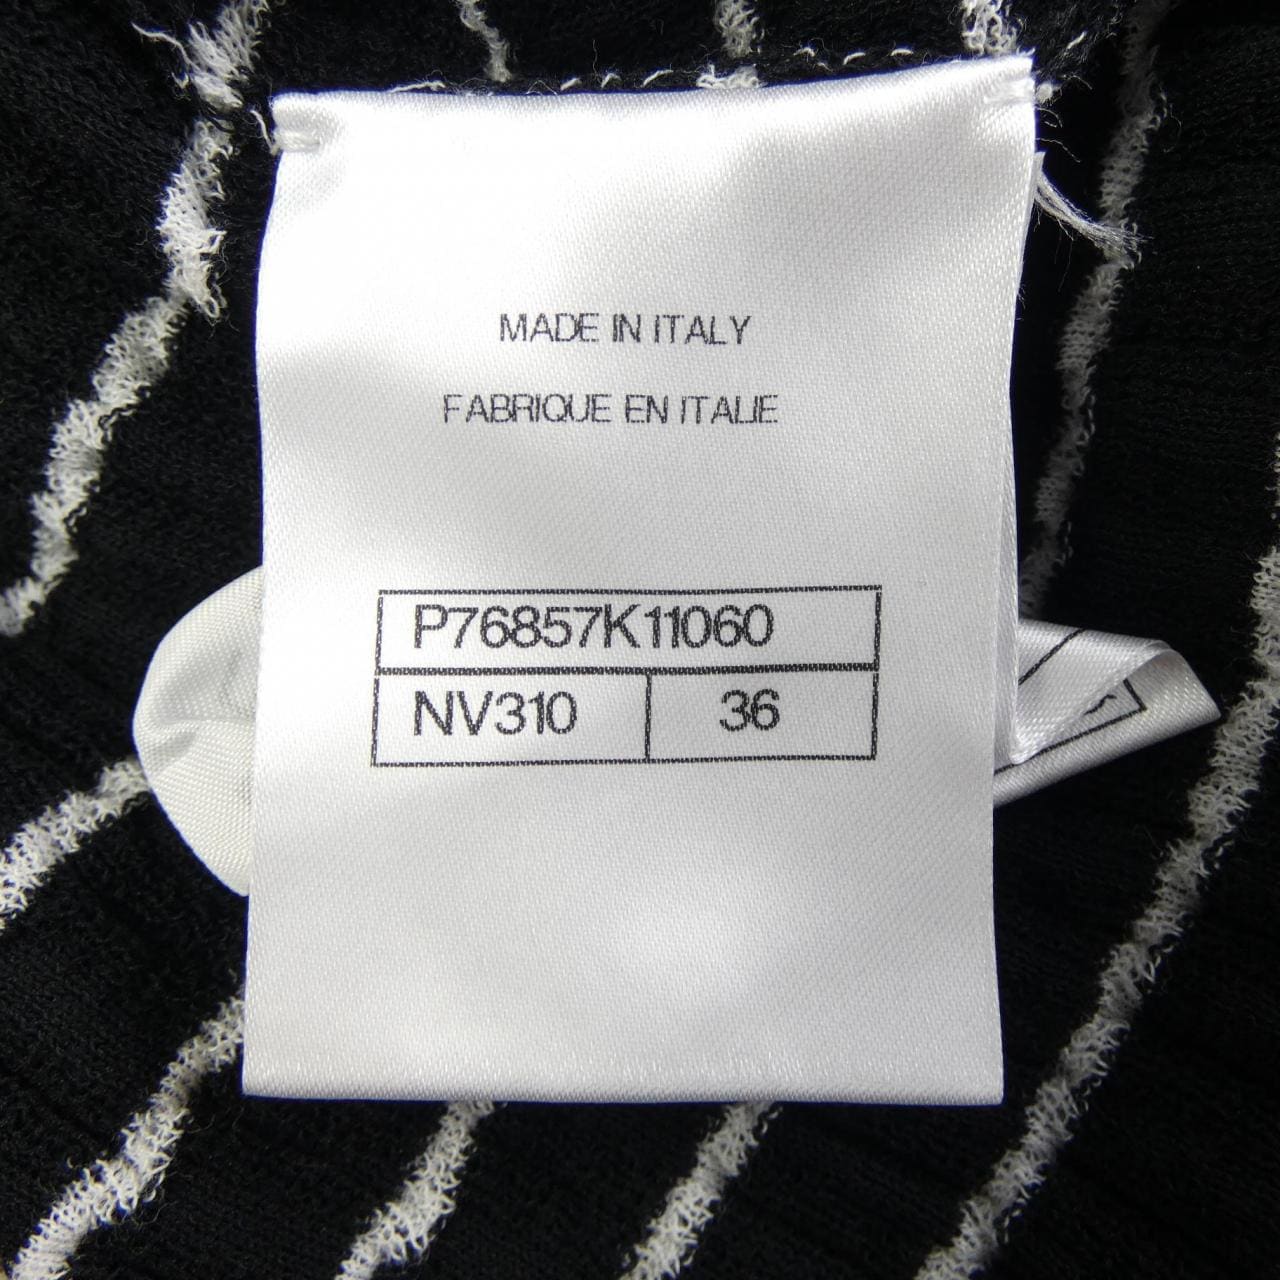 MADE IN ITALY
FABRIQUE EN ITALIE
P76857K11060
NV310 36